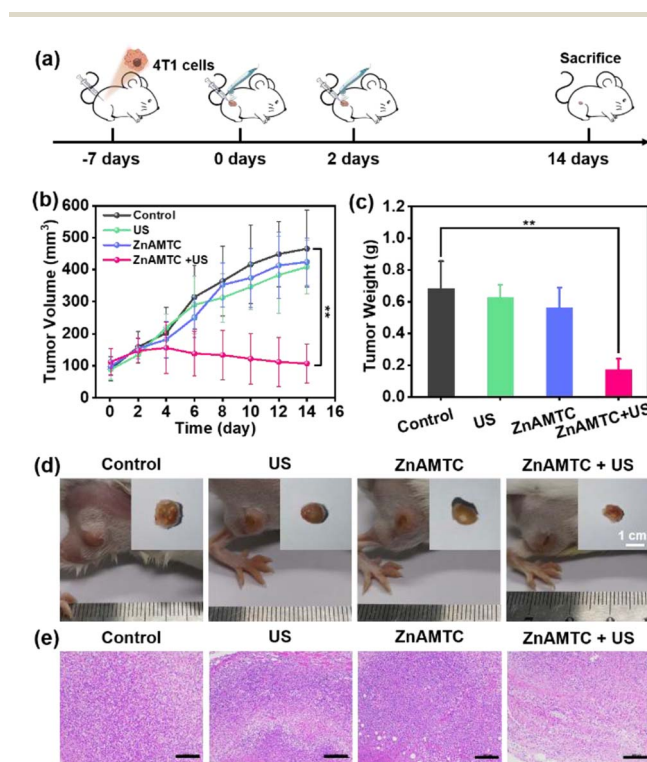 (a)
4T1 cells
Sacrifice
-7 days
0 days
2 days
14 days
(b)
Tumor Volume (mm³)
600
500
400
300
200
100
0
Control
US
ZnAMTC
ZnAMTC +US
**
0 2 4 6 8 10 12 14 16
Time (day)
(c)
Tumor Weight (g)
1.2
1.0
0.8
0.6
0.4
0.2
0.0
**
Control
US
ZnAMTC
ZnAMTC+US
(d)
Control
US
ZnAMTC
ZnAMTC + US
1 cm
(e)
Control
US
ZnAMTC
ZnAMTC + US